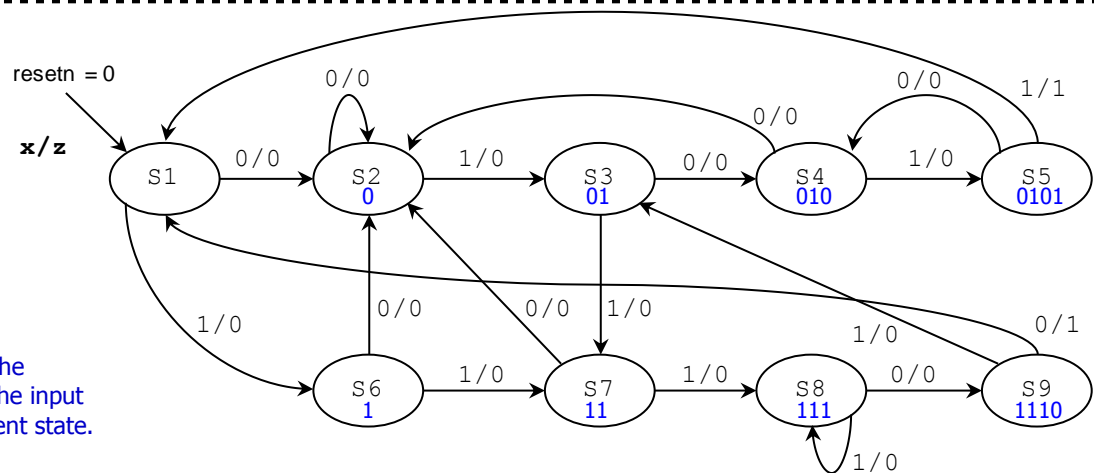 resetn = 0
x/z
0/0
0/0
1/1
0/0
0/0
1/0
0/0
1/0
S1
S2
0
S3
01
S4
010
S5
0101
1/0
0/0
0/0
1/0
1/0
0/1
1/0
1/0
0/0
S6
1
S7
11
S8
111
S9
1110
1/0
he
he input
ent state.